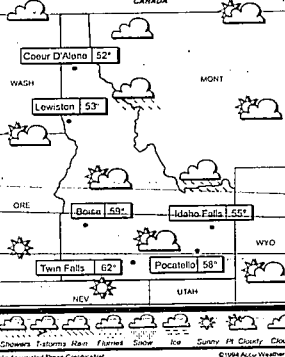 CANADA
Coeur D'Alene 52°
WASH
MONT
Lewiston 53°
ORE
Boise 59°
Idaho Falls 55°
WYO
Twin Falls 62°
Pocatello 58°
NEV
UTAH
Showers T-storms Rain Flurries Snow Ice Sunny Pt Cloudy
©1994 Accu Weather